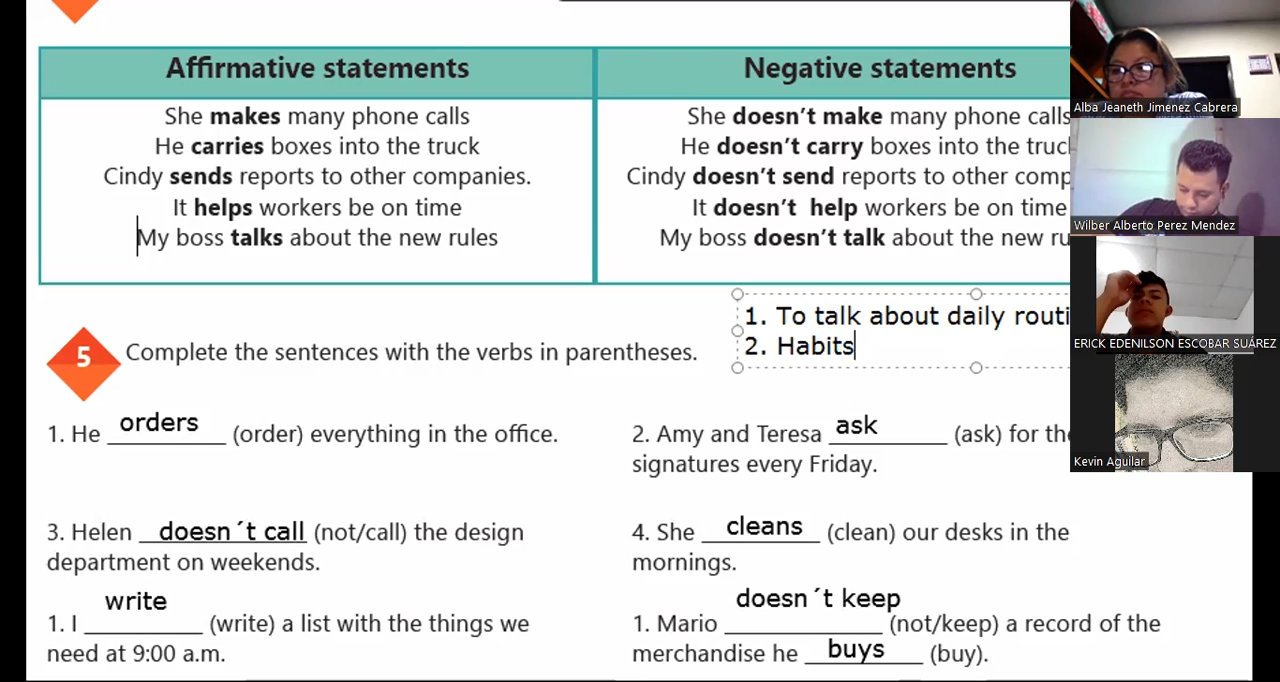 Affirmative statements
She makes many phone calls
He carries boxes into the truck
Cindy sends reports to other companies.
It helps workers be on time
My boss talks about the new rules
Negative statements
She doesn’t make many phone calls
He doesn’t carry boxes into the truc
Cindy doesn’t send reports to other comp
It doesn’t  help workers be on time
My boss doesn’t talk about the new ru
1. To talk about daily routi
2. Habits
5 Complete the sentences with the verbs in parentheses.
1. He orders (order) everything in the office.
2. Amy and Teresa ask (ask) for the
signatures every Friday.
3. Helen doesn´t call (not/call) the design
department on weekends.
4. She cleans (clean) our desks in the
mornings.
1. I write (write) a list with the things we
need at 9:00 a.m.
1. Mario doesn´t keep (not/keep) a record of the
merchandise he buys (buy).
Alba Jeaneth Jimenez Cabrera
Wilber Alberto Perez Mendez
ERICK EDENILSON ESCOBAR SUÁREZ
Kevin Aguilar